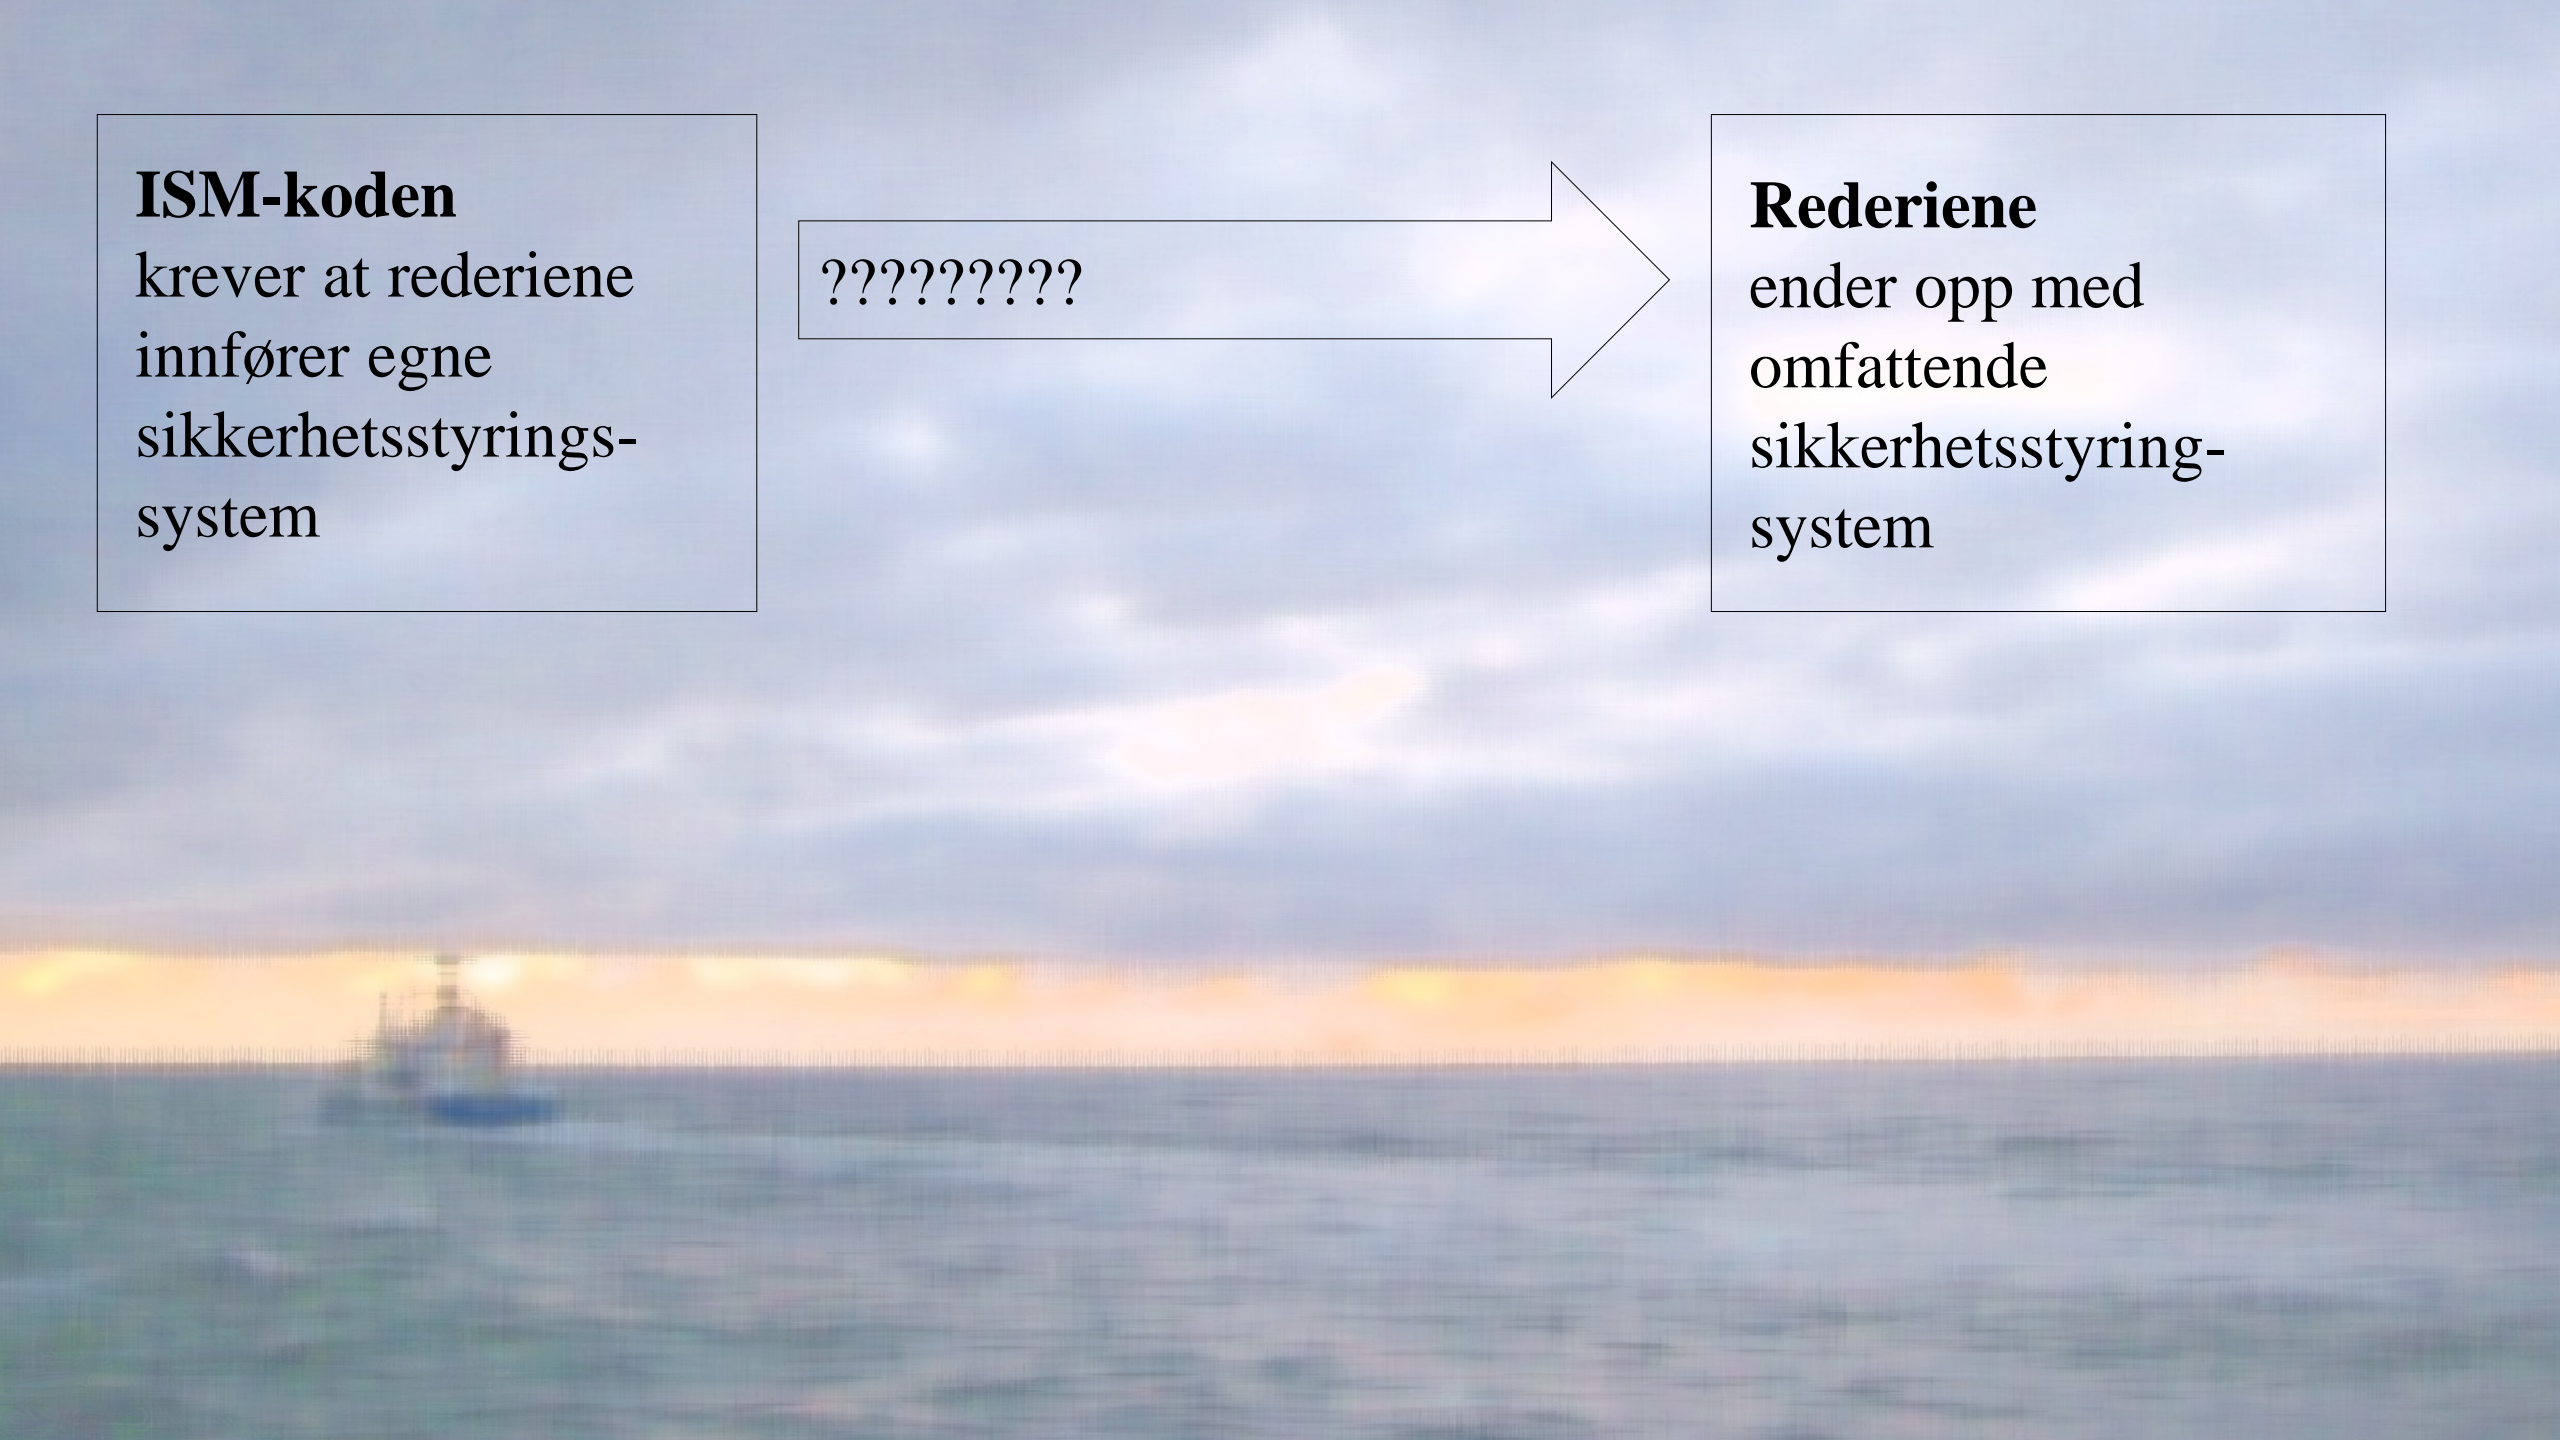 ISM-koden
krever at rederiene
innfører egne
sikkerhetsstyrings-
system
?????????
Rederiene
ender opp med
omfattende
sikkerhetsstyring-
system